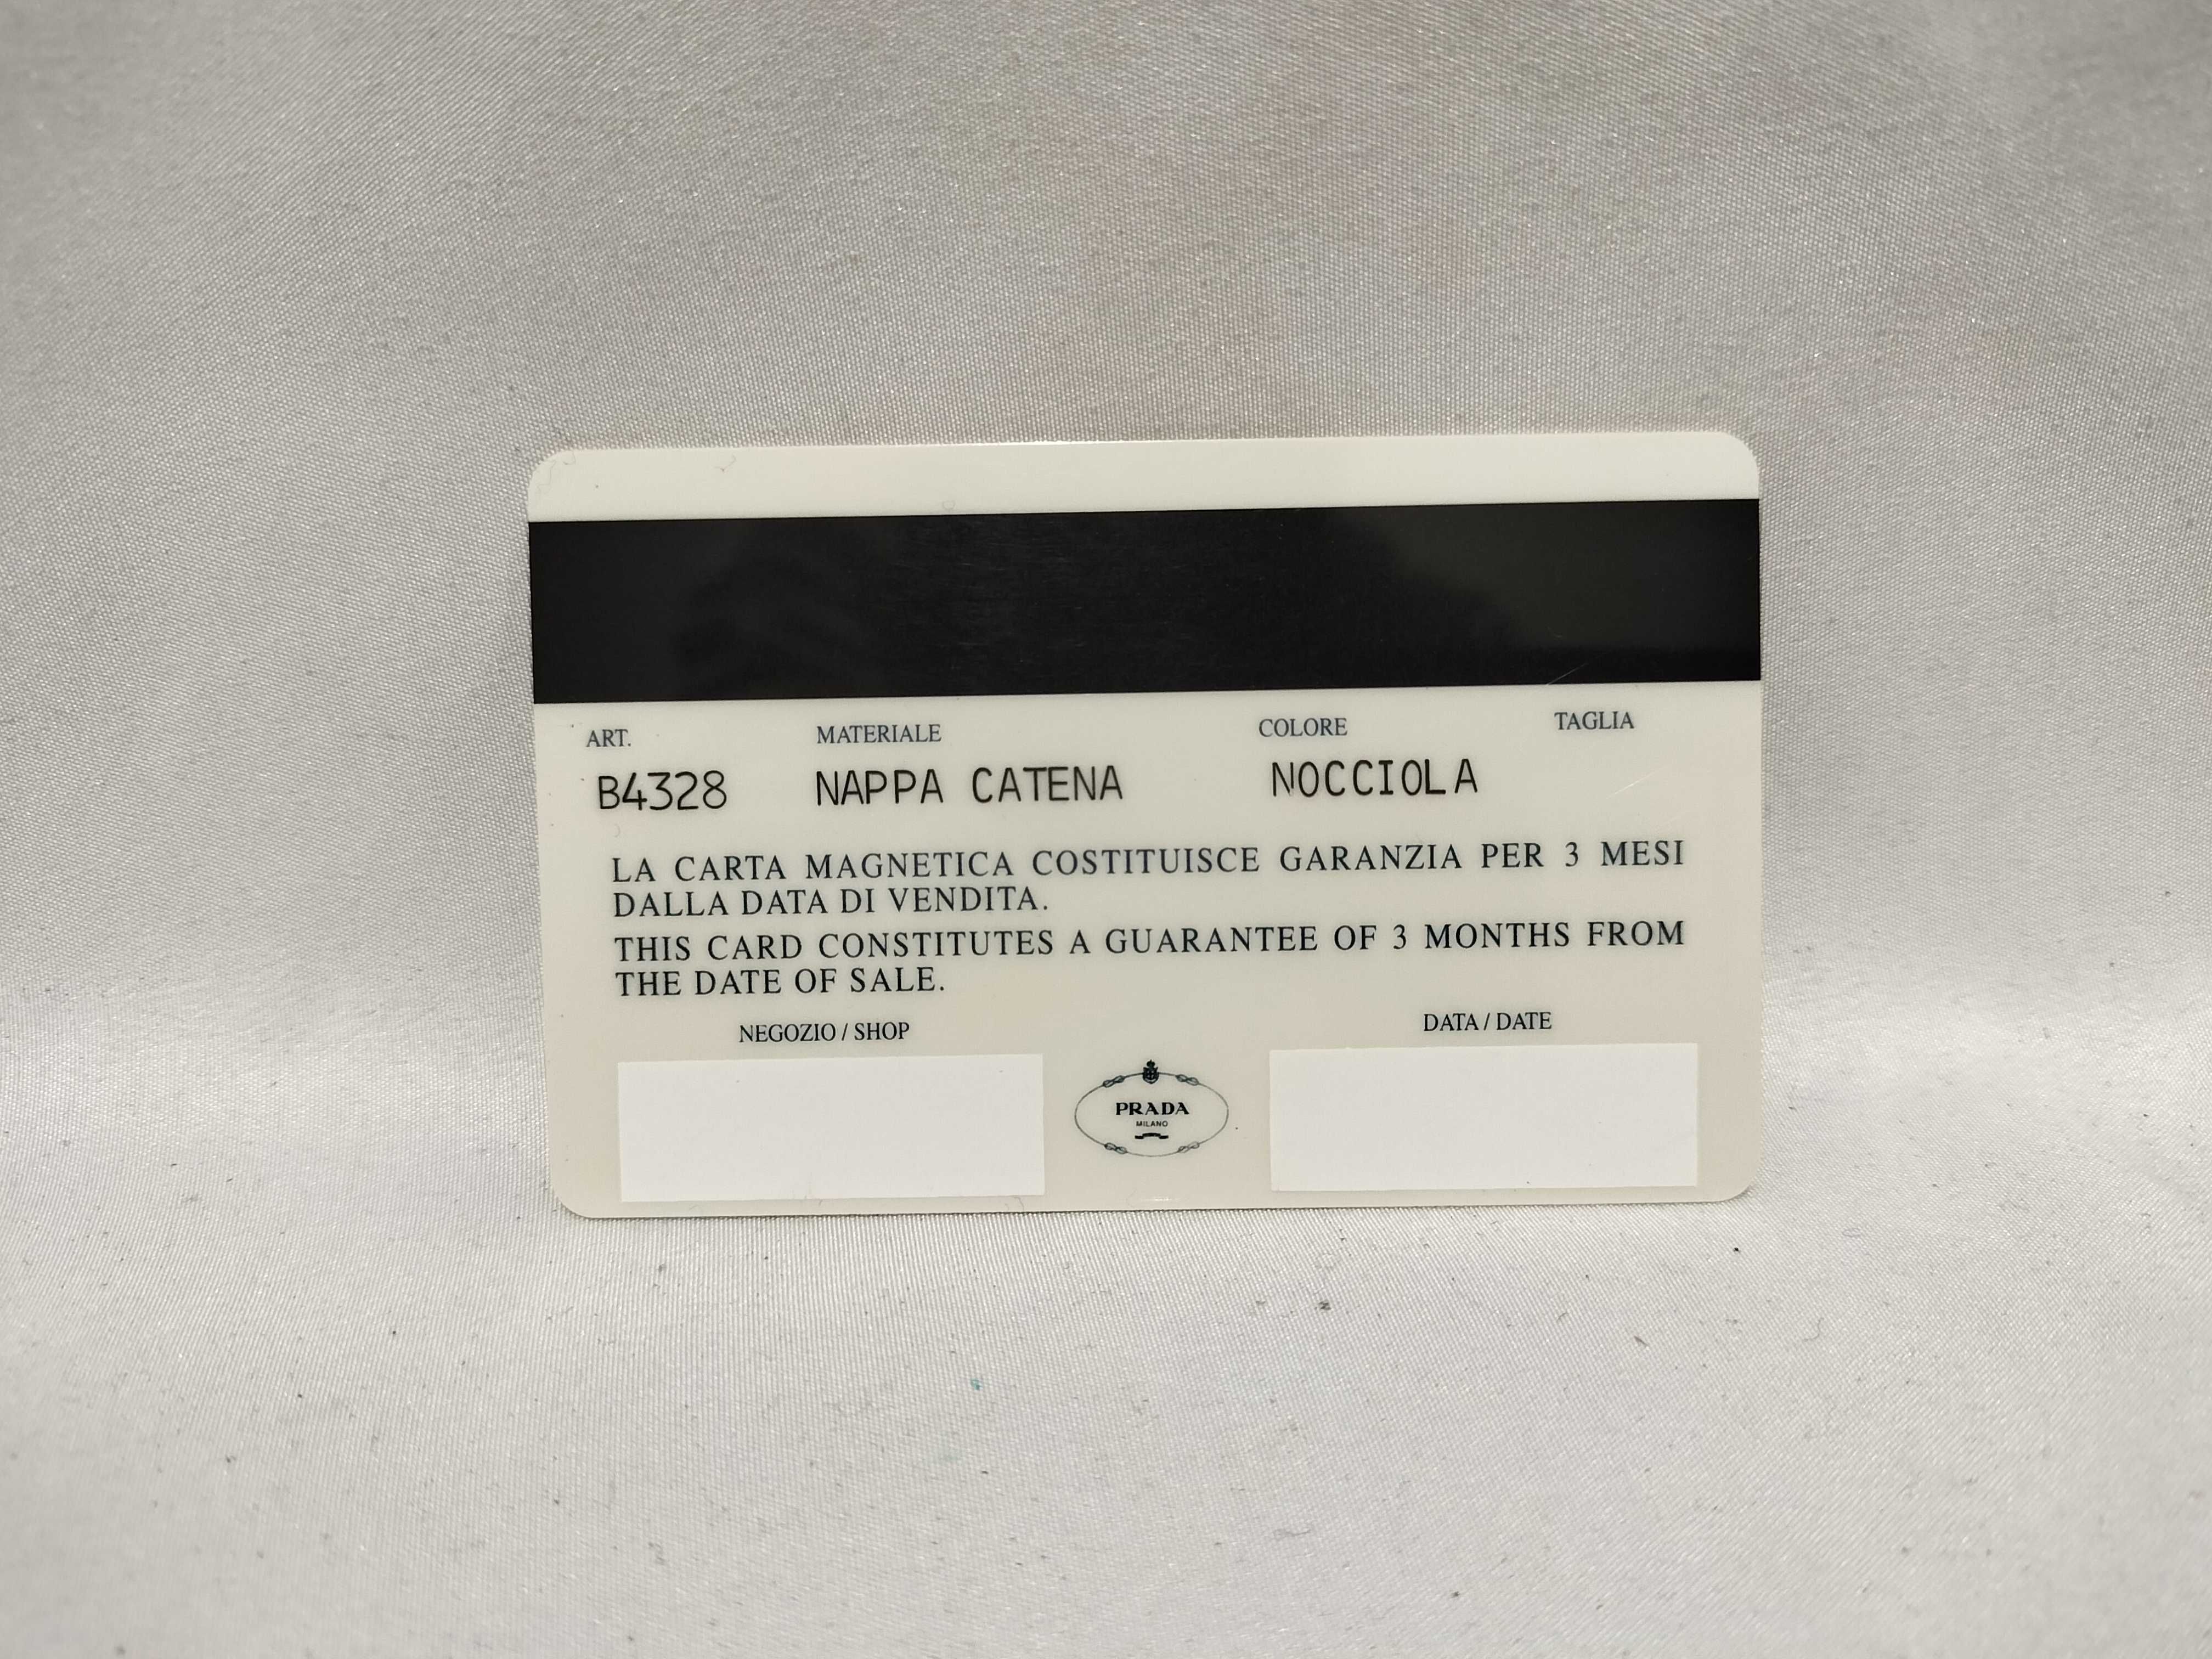 ART. MATERIALE COLORE TAGLIA
B4328 NAPPA CATENA NOCCIOLA
LA CARTA MAGNETICA COSTITUISCE GARANZIA PER 3 MESI
DALLA DATA DI VENDITA.
THIS CARD CONSTITUTES A GUARANTEE OF 3 MONTHS FROM
THE DATE OF SALE.
NEGOZIO / SHOP DATA / DATE
PRADA
MILANO